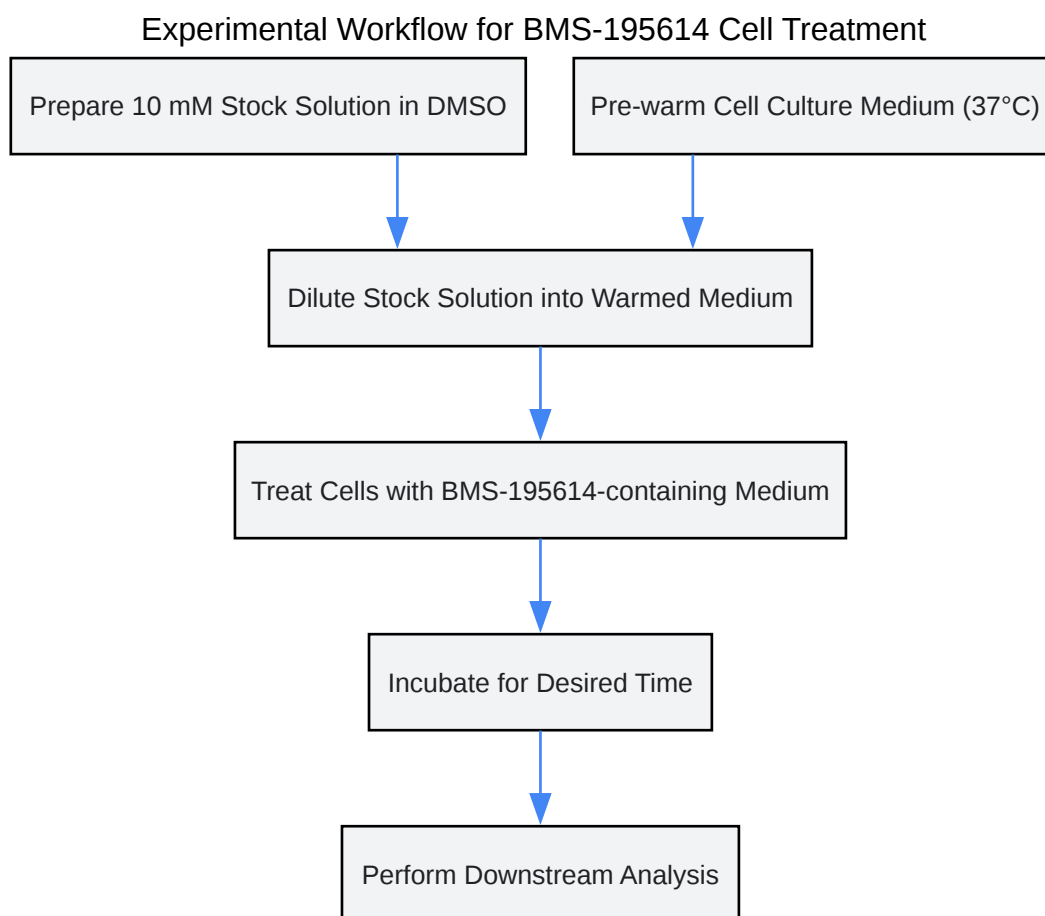 Experimental Workflow for BMS-195614 Cell Treatment
Prepare 10 mM Stock Solution in DMSO
Pre-warm Cell Culture Medium (37°C)
Dilute Stock Solution into Warmed Medium
Treat Cells with BMS-195614-containing Medium
Incubate for Desired Time
Perform Downstream Analysis